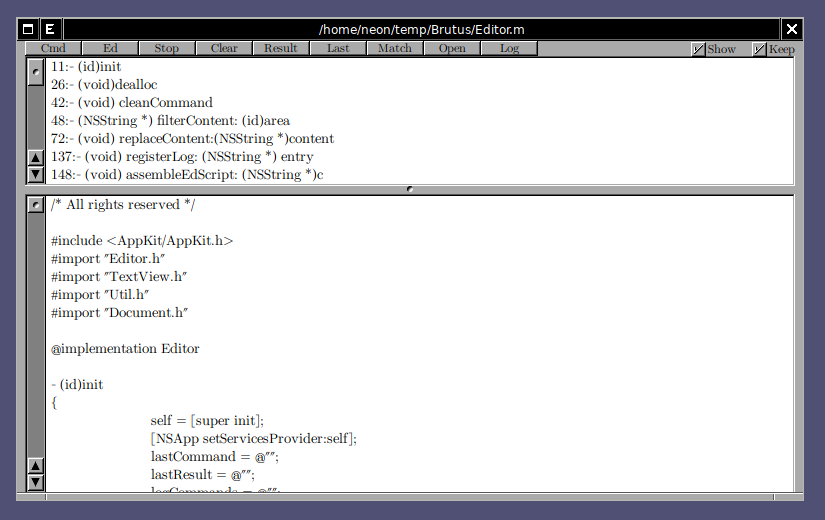 /home/neon/temp/Brutus/Editor.m
Cmd Ed Stop Clear Result Last Match Open Log Show Keep
11:- (id)init
26:- (void)dealloc
42:- (void) cleanCommand
48:- (NSString *) filterContent: (id)area
72:- (void) replaceContent:(NSString *)content
137:- (void) registerLog: (NSString *) entry
148:- (void) assembleEdScript: (NSString *)c
/* All rights reserved */
#include <AppKit/AppKit.h>
#import "Editor.h"
#import "TextView.h"
#import "Util.h"
#import "Document.h"
@implementation Editor
- (id)init
{
self = [super init];
[NSApp setServicesProvider:self];
lastCommand = @"";
lastResult = @"";
logCommands = @"";